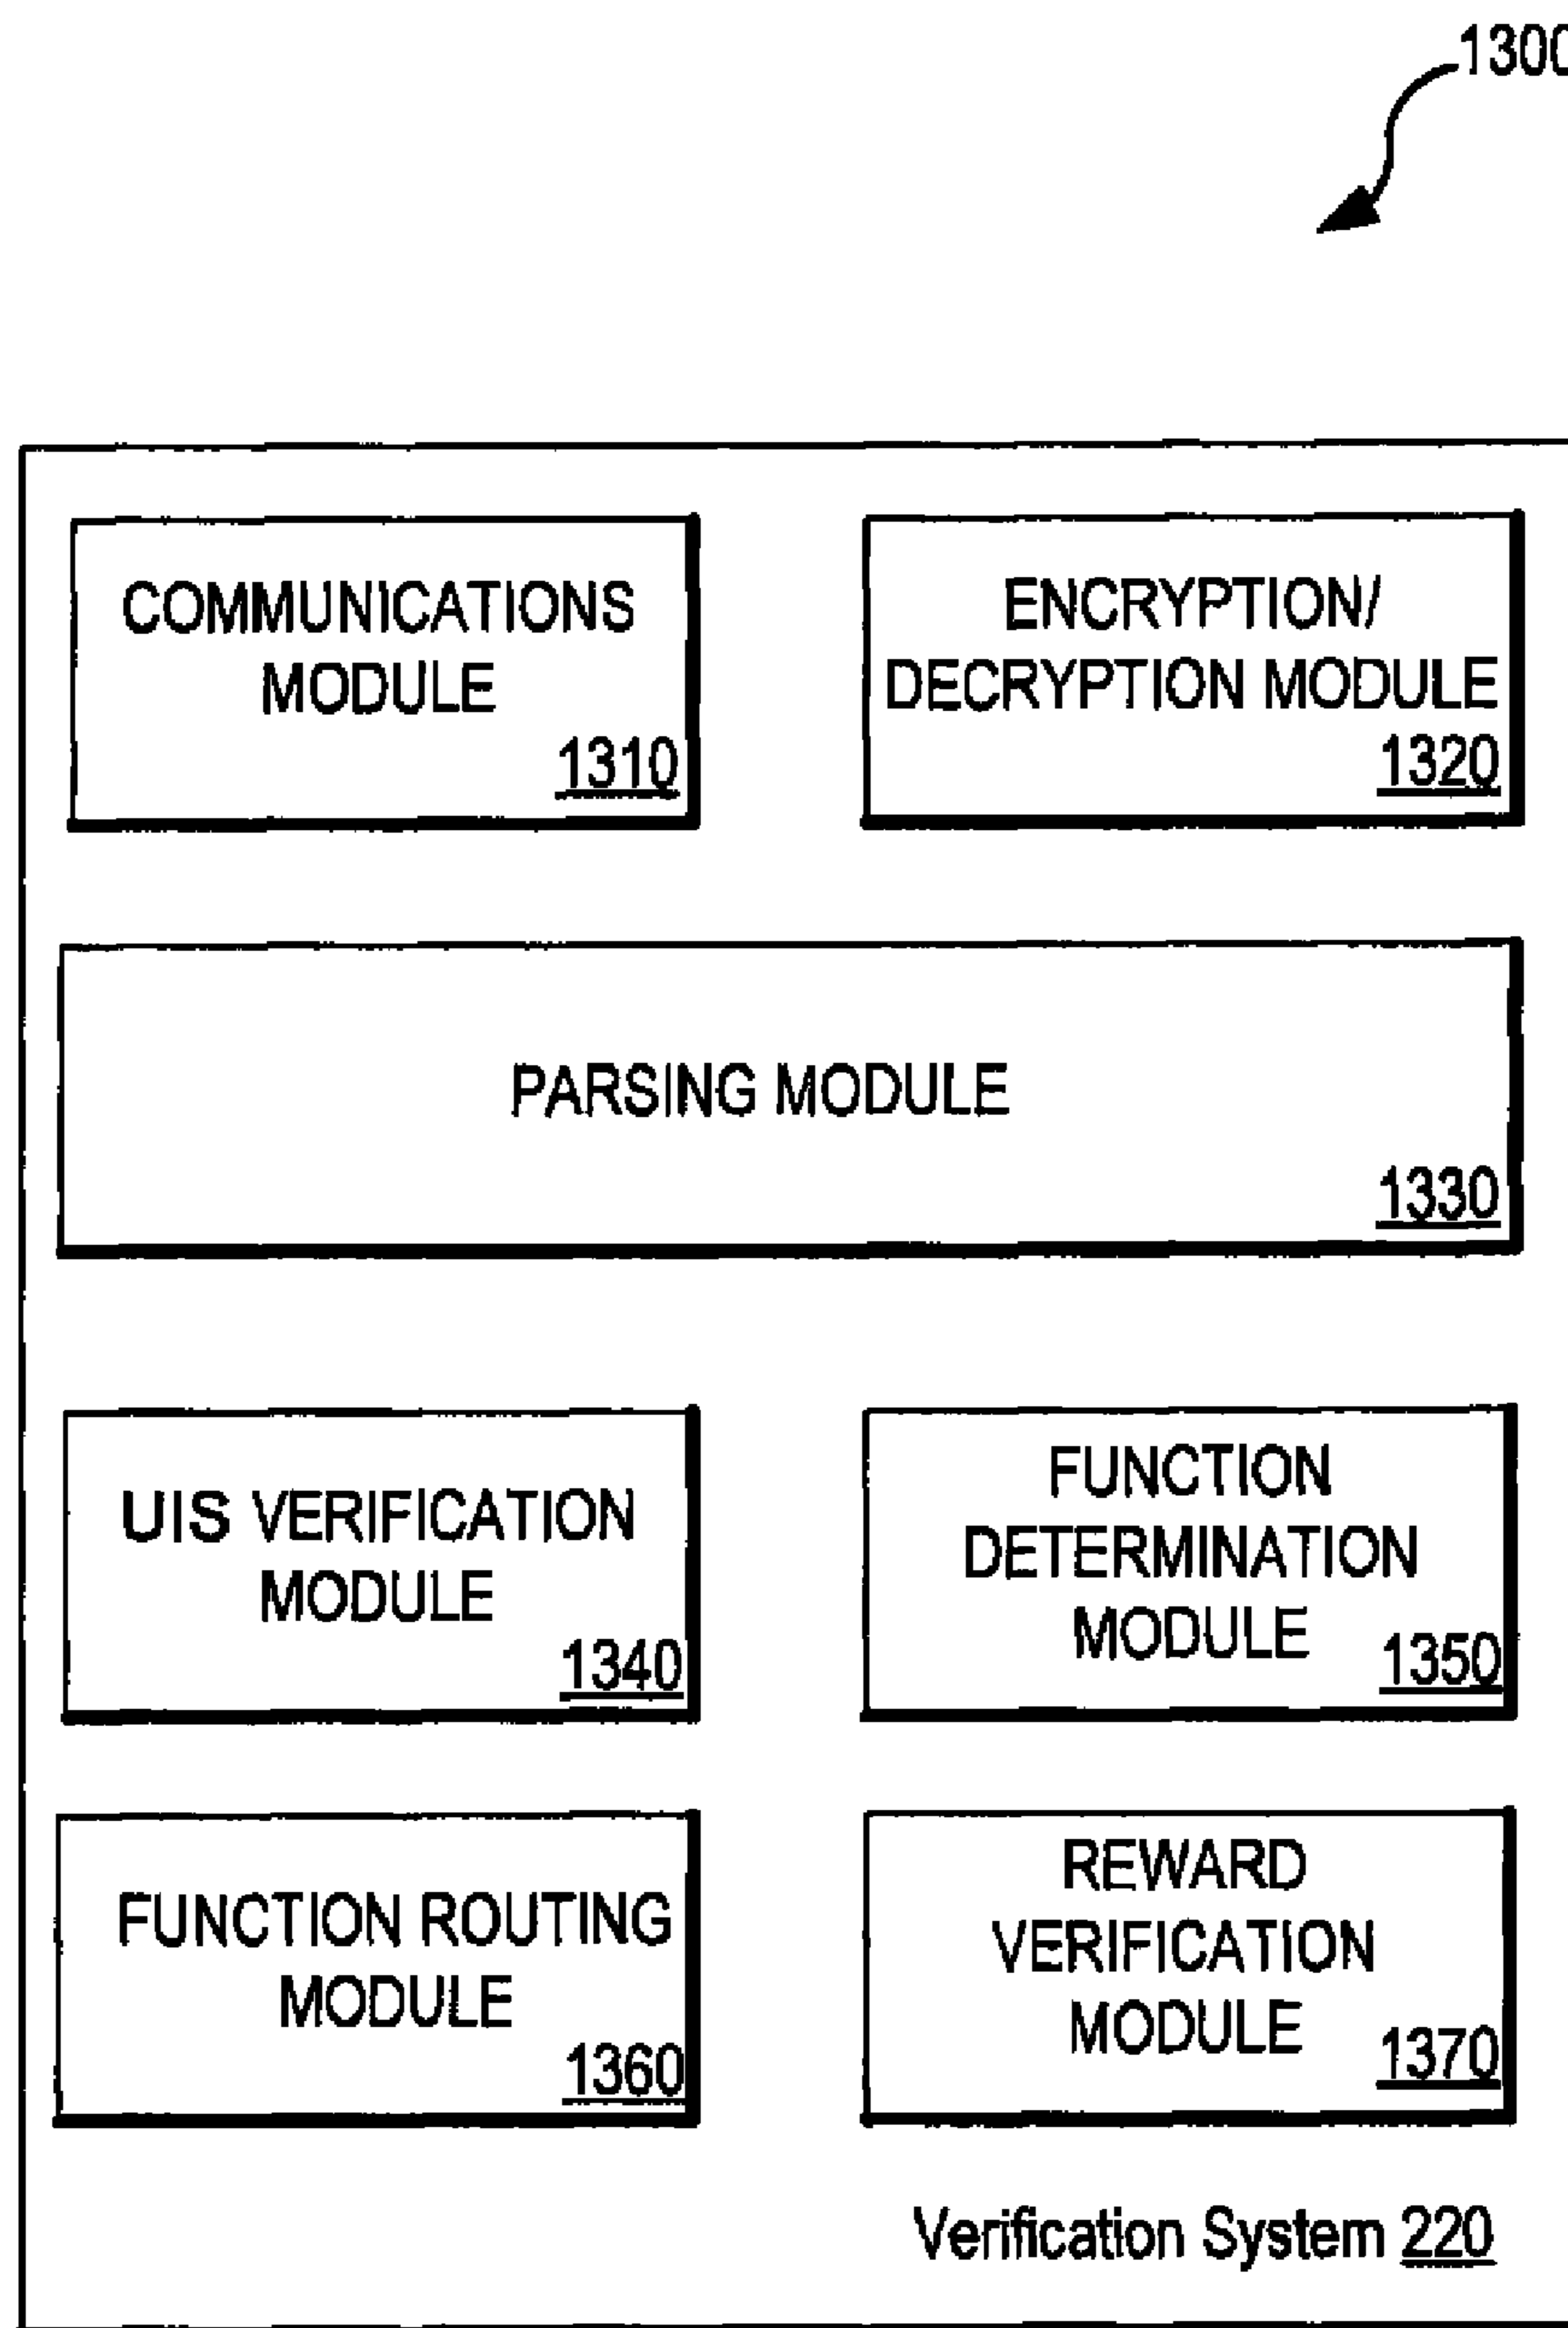 1300
COMMUNICATIONS
MODULE
1310
ENCRYPTION/
DECRYPTION MODULE
1320
PARSING MODULE
1330
UIS VERIFICATION
MODULE
1340
FUNCTION
DETERMINATION
MODULE
1350
FUNCTION ROUTING
MODULE
1360
REWARD
VERIFICATION
MODULE
1370
Verification System 220